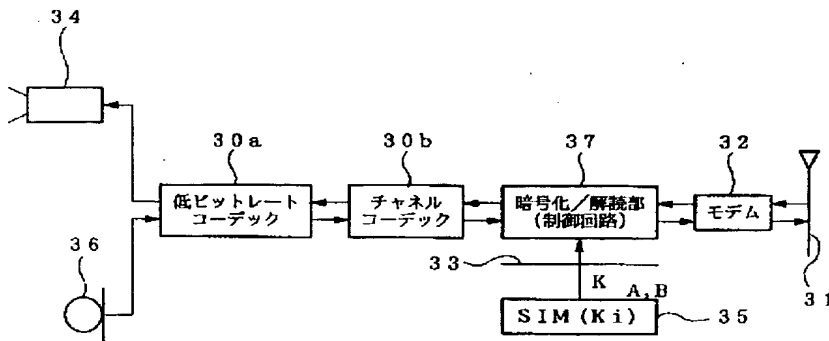 34
30a
30b
37
32
低ビットレート
コーデック
チャネル
コーデック
暗号化/解読部
(制御回路)
モデム
33
K
A,B
36
SIM(Ki)
35
31